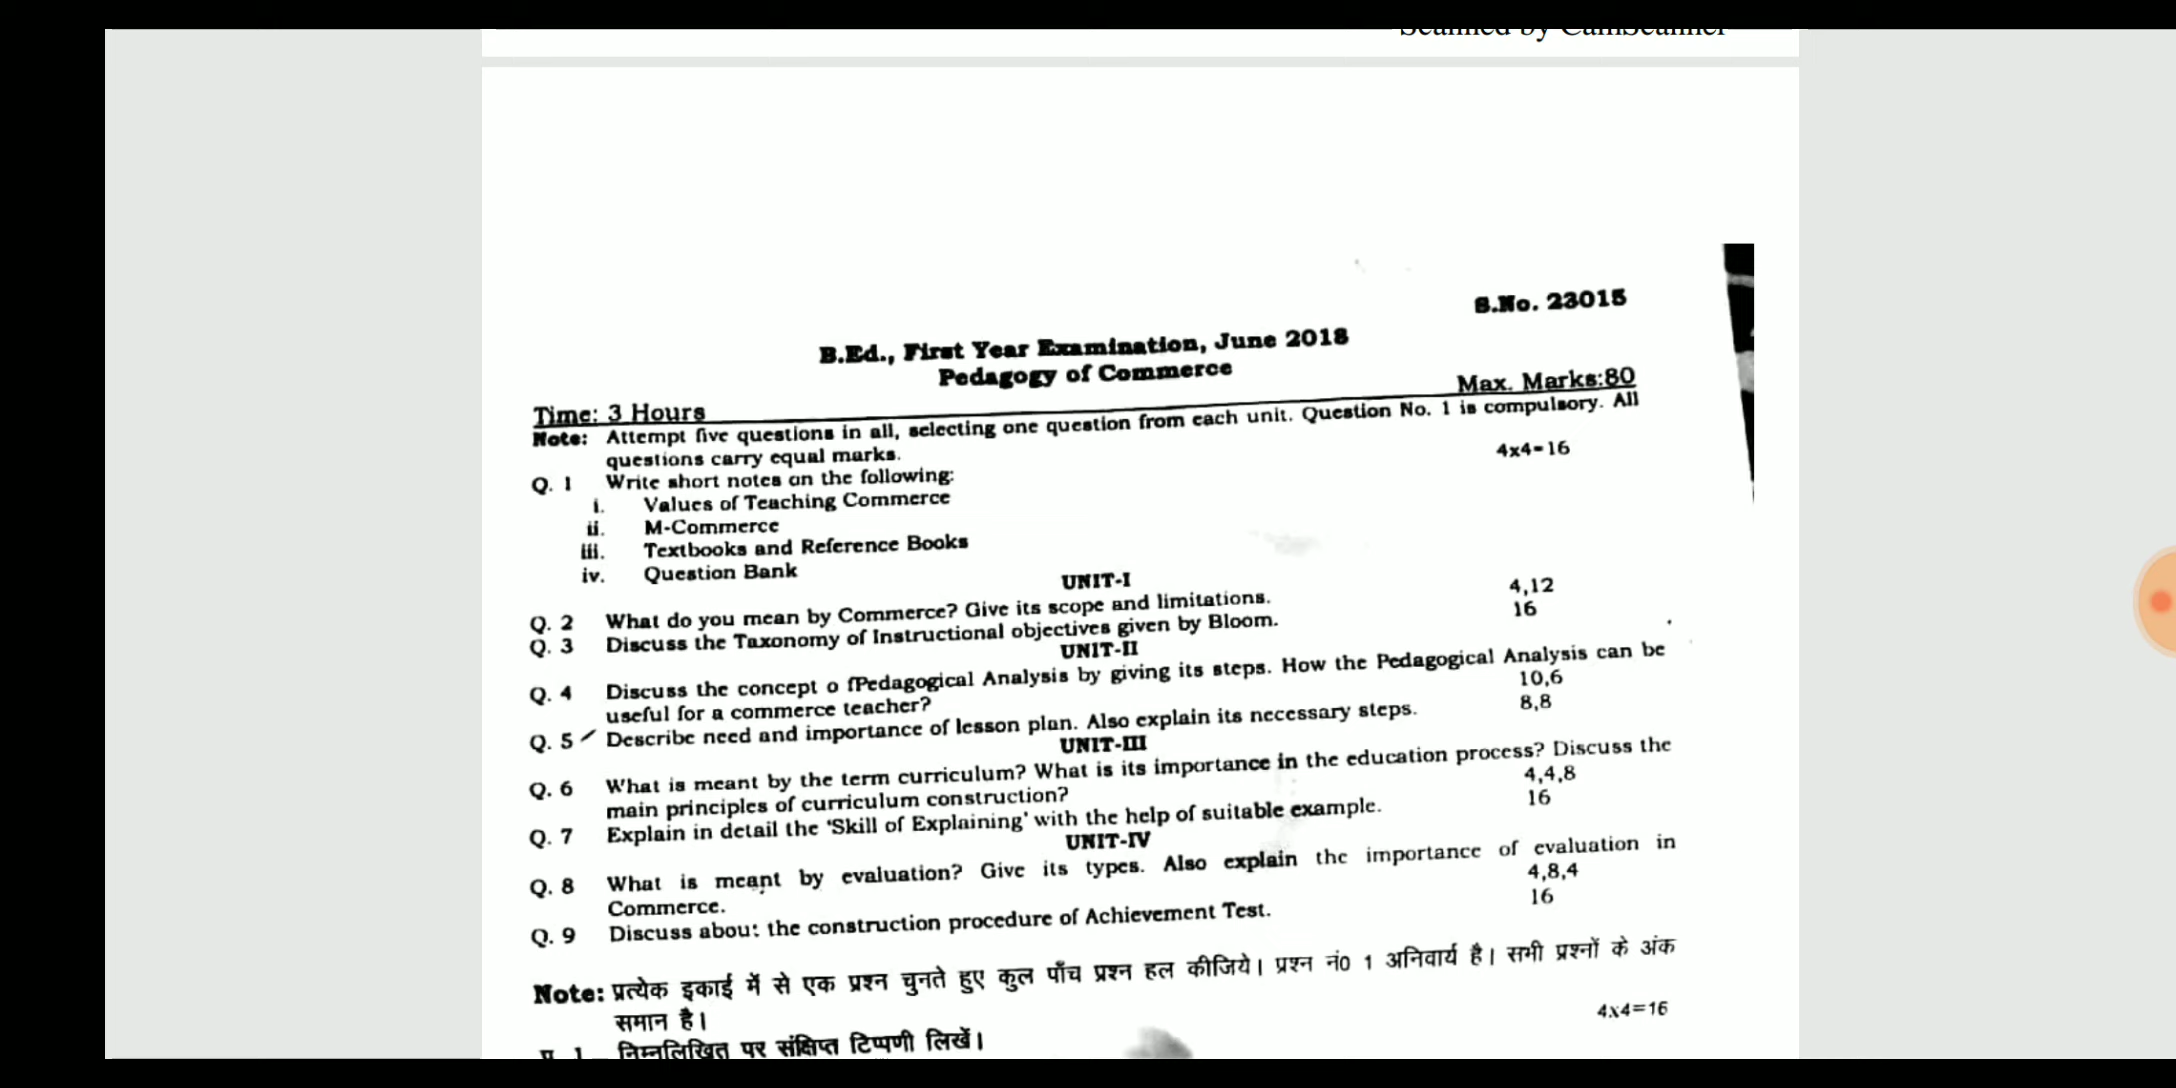 Scanned by CamScanner
S.No. 23015
B.Ed., First Year Examination, June 2018
Pedagogy of Commerce
Time: 3 Hours Max. Marks:80
Note: Attempt five questions in all, selecting one question from each unit. Question No. 1 is compulsory. All
questions carry equal marks.
Q. 1 Write short notes on the following: 4x4=16
i. Values of Teaching Commerce
ii. M-Commerce
iii. Textbooks and Reference Books
iv. Question Bank
UNIT-I
Q. 2 What do you mean by Commerce? Give its scope and limitations. 4,12
Q. 3 Discuss the Taxonomy of Instructional objectives given by Bloom. 16
UNIT-II
Q. 4 Discuss the concept o fPedagogical Analysis by giving its steps. How the Pedagogical Analysis can be
useful for a commerce teacher? 10,6
Q. 5 Describe need and importance of lesson plan. Also explain its necessary steps. 8,8
UNIT-III
Q. 6 What is meant by the term curriculum? What is its importance in the education process? Discuss the
main principles of curriculum construction? 4,4,8
Q. 7 Explain in detail the 'Skill of Explaining' with the help of suitable example. 16
UNIT-IV
Q. 8 What is meant by evaluation? Give its types. Also explain the importance of evaluation in
Commerce. 4,8,4
Q. 9 Discuss about the construction procedure of Achievement Test. 16
Note: प्रत्येक इकाई में से एक प्रश्न चुनते हुए कुल पाँच प्रश्न हल कीजिये। प्रश्न नं0 1 अनिवार्य है। सभी प्रश्नों के अंक
समान है।
प्र. 1 निम्नलिखित पर संक्षिप्त टिप्पणी लिखें। 4x4=16